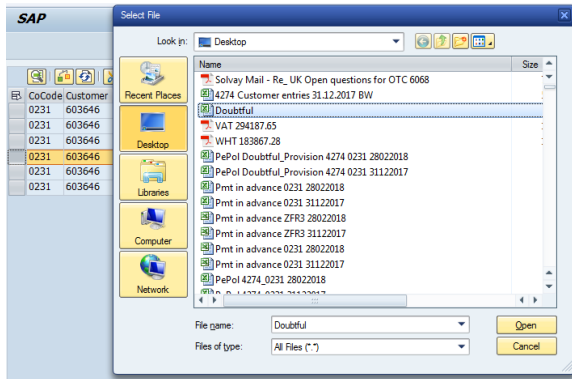 SAP
CoCode Customer
0231 603646
0231 603646
0231 603646
0231 603646
0231 603646
0231 603646
Select File
Look in: Desktop
Recent Places
Desktop
Libraries
Computer
Network
Name Size
Solvay Mail - Re_ UK Open questions for OTC 6068
4274 Customer entries 31.12.2017 BW
Doubtful
VAT 294187.65
WHT 183867.28
PePol Doubtful_Provision 4274 0231 28022018
PePol Doubtful_Provision 4274 0231 31122017
Pmt in advance 0231 28022018
Pmt in advance 0231 31122017
Pmt in advance ZFR3 28022018
Pmt in advance ZFR3 31122017
Pmt in advance 0231 28022018
Pmt in advance 0231 31122017
PePol 4274_0231 28022018
File name: Doubtful
Open
Files of type: All Files (*.*)
Cancel